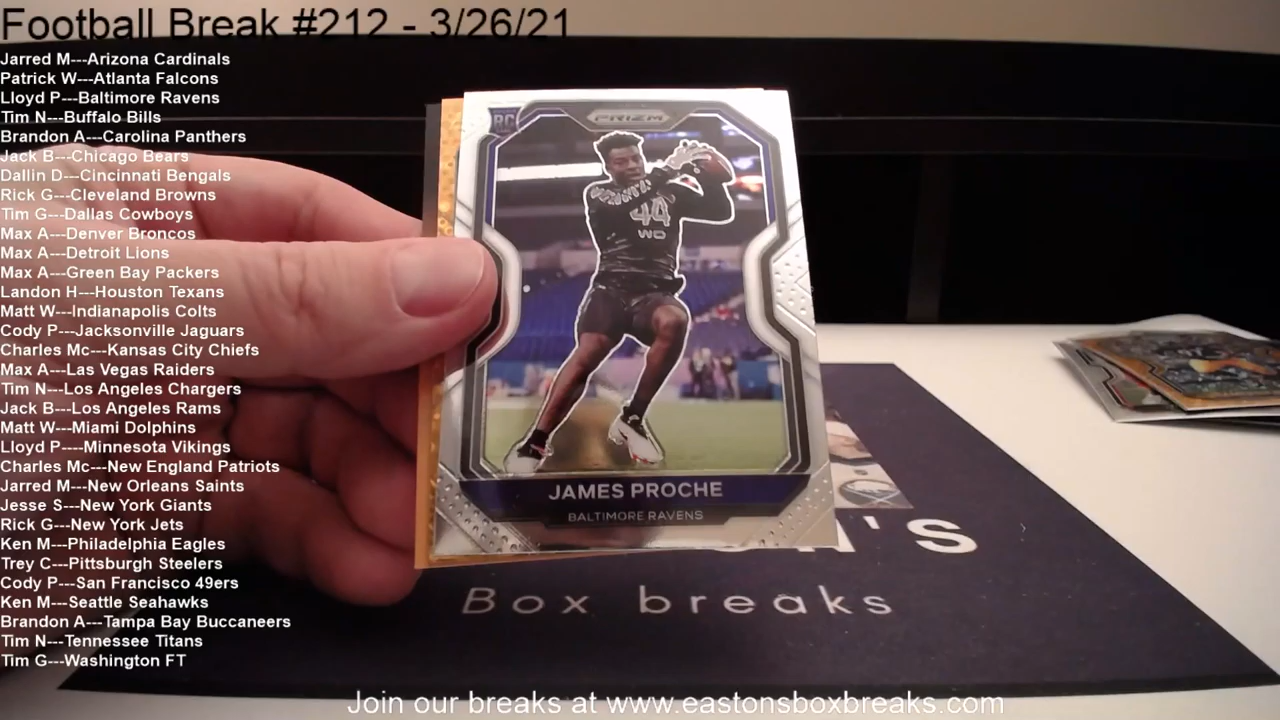 Football Break #212 - 3/26/21
Jarred M---Arizona Cardinals
Patrick W---Atlanta Falcons
Lloyd P---Baltimore Ravens
Tim N---Buffalo Bills
Brandon A---Carolina Panthers
Jack B---Chicago Bears
Dallin D---Cincinnati Bengals
Rick G---Cleveland Browns
Tim G---Dallas Cowboys
Max A---Denver Broncos
Max A---Detroit Lions
Max A---Green Bay Packers
Landon H---Houston Texans
Matt W---Indianapolis Colts
Cody P---Jacksonville Jaguars
Charles Mc---Kansas City Chiefs
Max A---Las Vegas Raiders
Tim N---Los Angeles Chargers
Jack B---Los Angeles Rams
Matt W---Miami Dolphins
Lloyd P----Minnesota Vikings
Charles Mc---New England Patriots
Jarred M---New Orleans Saints
Jesse S---New York Giants
Rick G---New York Jets
Ken M---Philadelphia Eagles
Trey C---Pittsburgh Steelers
Cody P---San Francisco 49ers
Ken M---Seattle Seahawks
Brandon A---Tampa Bay Buccaneers
Tim N---Tennessee Titans
Tim G---Washington FT
RC
PRIZM
44
WO
JAMES PROCHE
BALTIMORE RAVENS
'S
Box breaks
Join our breaks at www.eastonsboxbreaks.com